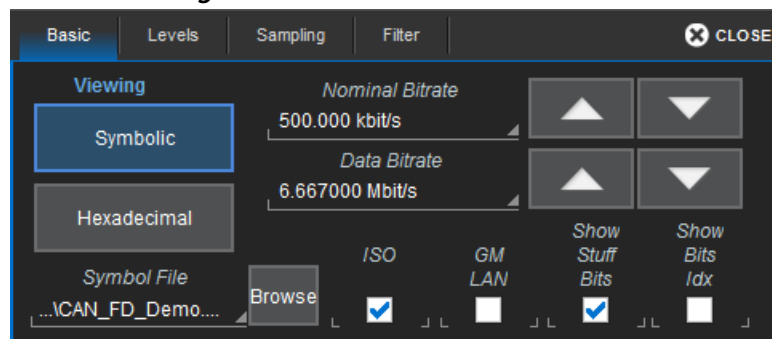 Basic Levels Sampling Filter CLOSE
Viewing
Symbolic
Hexadecimal
Symbol File
...\CAN_FD_Demo....
Browse
Nominal Bitrate
500.000 kbit/s
Data Bitrate
6.667000 Mbit/s
ISO
GM
LAN
Show
Stuff
Bits
Show
Bits
Idx